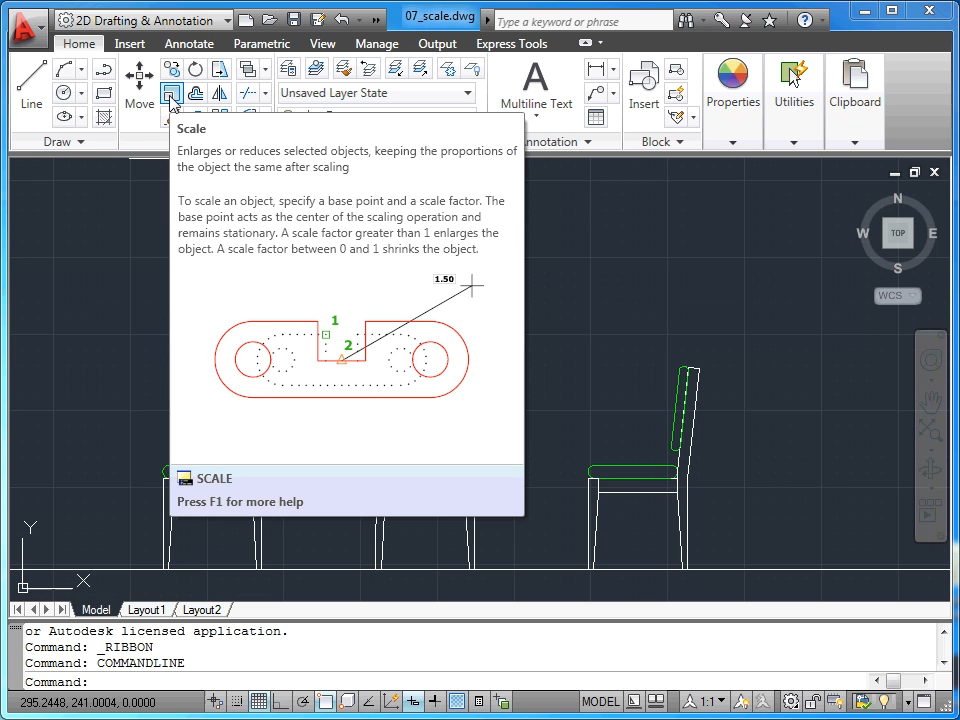 2D Drafting & Annotation
07_scale.dwg
Type a keyword or phrase
Home Insert Annotate Parametric View Manage Output Express Tools
Line
Move
Unsaved Layer State
Multiline Text
Insert
Properties
Utilities
Clipboard
Draw
Block
Scale
Enlarges or reduces selected objects, keeping the proportions of
the object the same after scaling
To scale an object, specify a base point and a scale factor. The
base point acts as the center of the scaling operation and
remains stationary. A scale factor greater than 1 enlarges the
object. A scale factor between 0 and 1 shrinks the object.
1.50
1
2
SCALE
Press F1 for more help
N
W TOP E
S
WCS
Y
X
Model Layout1 Layout2
or Autodesk licensed application.
Command: _RIBBON
Command: COMMANDLINE
Command:
295.2448, 241.0004, 0.0000
MODEL
1:1